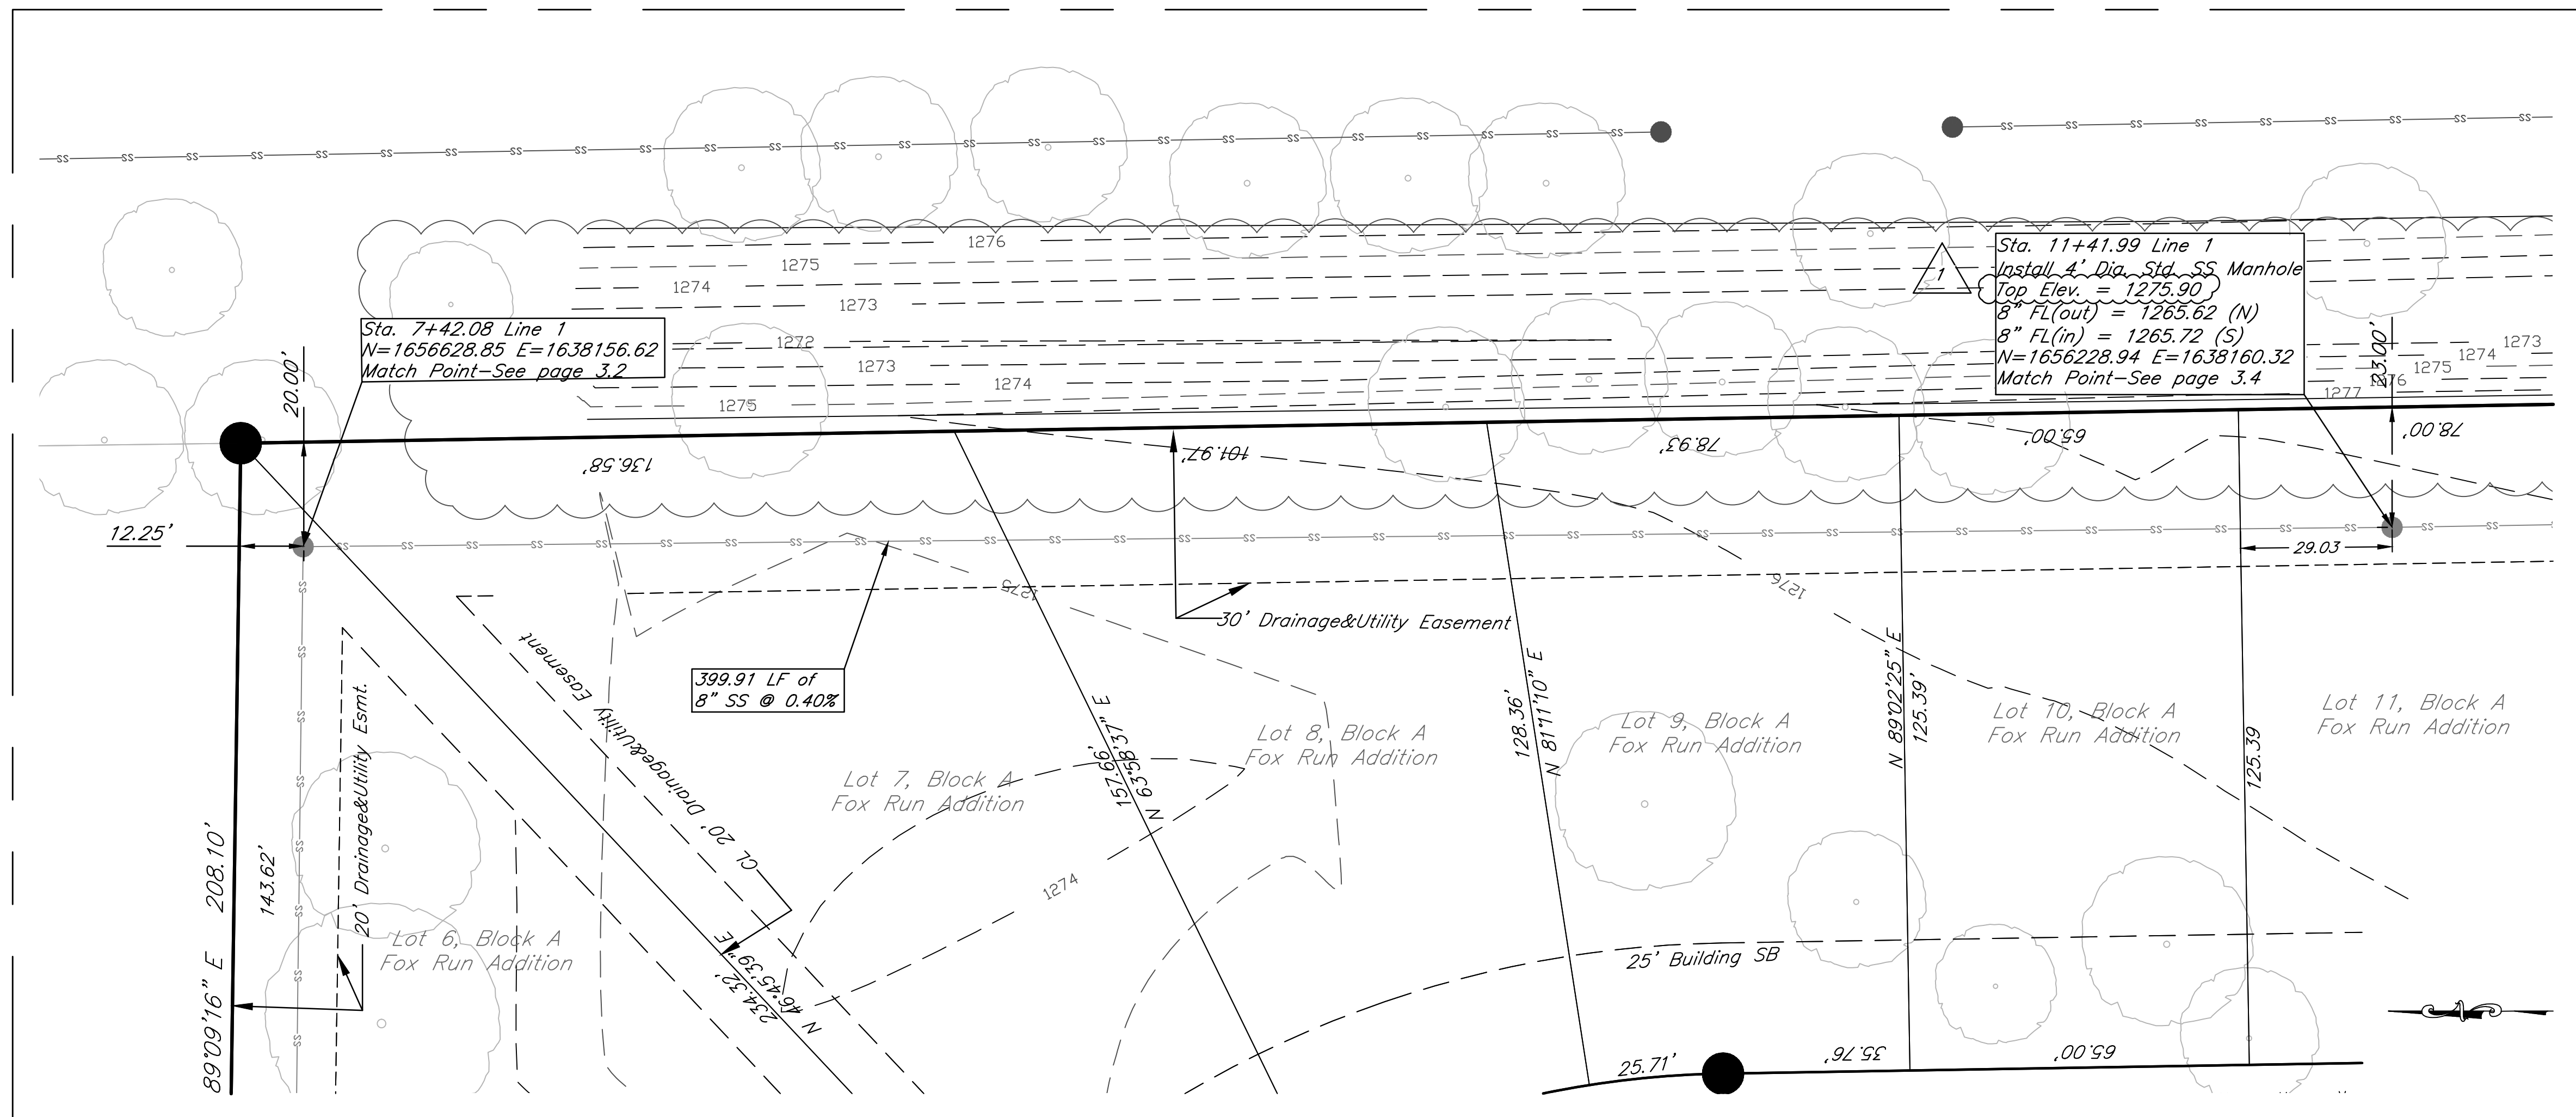 1276
1275
1274
1273
1272
1273
1274
1275
1
Sta. 11+41.99 Line 1
Install 4' Dia. Std. SS Manhole
Top Elev. = 1275.90
8" FL(out) = 1265.62 (N)
8" FL(in) = 1265.72 (S)
N=1656228.94 E=1638160.32
Match Point-See page 3.4
Sta. 7+42.08 Line 1
N=1656628.85 E=1638156.62
Match Point-See page 3.2
20.00'
23.00'
1273
1274
1275
1276
1277
136.58'
101.97'
78.93'
65.00'
78.00'
12.25'
29.03
1275
1276
30' Drainage&Utility Easement
399.91 LF of
8" SS @ 0.40%
CL 20' Drainage&Utility
Easement
20' Drainage&Utility Esmt.
N 63°58'37" E
157.66'
128.36'
N 81°11'10" E
N 89°02'25" E
125.39'
125.39
Lot 6, Block A
Fox Run Addition
Lot 7, Block A
Fox Run Addition
Lot 8, Block A
Fox Run Addition
Lot 9, Block A
Fox Run Addition
Lot 10, Block A
Fox Run Addition
Lot 11, Block A
Fox Run Addition
1274
89°09'16" E 208.10'
143.62'
234.32'
N 46°45'39" E
25' Building SB
25.71'
35.76'
65.00'
SS